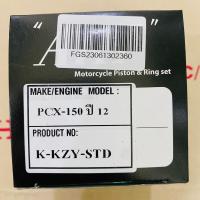 FGS23061302360
Motorcycle Piston & Ring set
MAKE/ENGINE MODEL :
PCX-150 ปี 12
PRODUCT NO:
K-KZY-STD